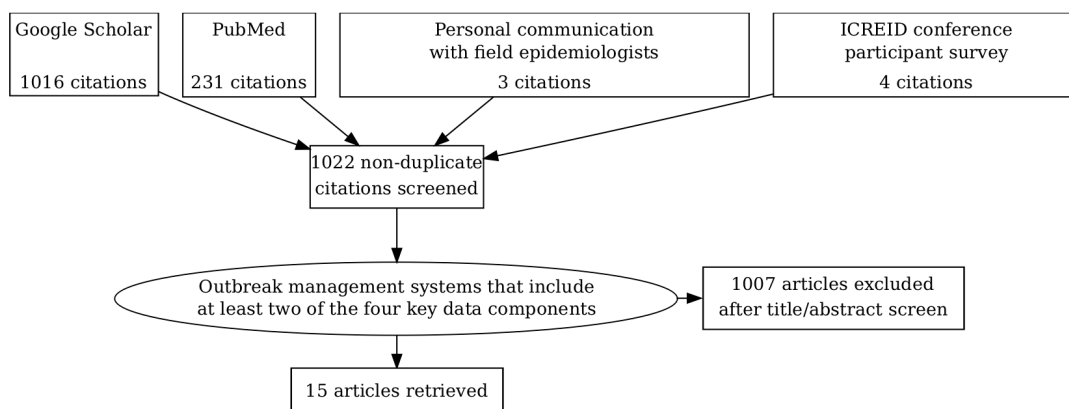 Google Scholar
1016 citations
PubMed
231 citations
Personal communication
with field epidemiologists
3 citations
ICREID conference
participant survey
4 citations
1022 non-duplicate
citations screened
Outbreak management systems that include
at least two of the four key data components
1007 articles excluded
after title/abstract screen
15 articles retrieved